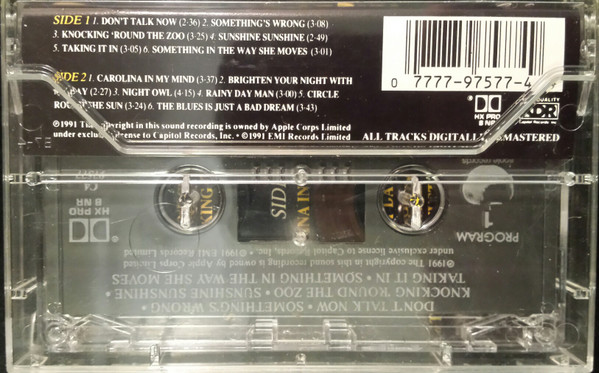 SIDE 1 1. DON'T TALK NOW (2:36) 2. SOMETHING'S WRONG (3:08)
3. KNOCKING 'ROUND THE ZOO (3:25) 4. SUNSHINE SUNSHINE (2:49)
5. TAKING IT IN (3:05) 6. SOMETHING IN THE WAY SHE MOVES (3:01)
SIDE 2 1. CAROLINA IN MY MIND (3:37) 2. BRIGHTEN YOUR NIGHT WITH
DAY (2:27) 3. NIGHT OWL (4:15) 4. RAINY DAY MAN (3:00) 5. CIRCLE
THE SUN (3:24) 6. THE BLUES IS JUST A BAD DREAM (3:43)
℗1991 The copyright in this sound recording is owned by Apple Corps Limited
under license to Capitol Records, Inc. • ©1991 EMI Records Limited
0 7777-97577-4
HX PRO
B NR
XDR
Capitol Records, Inc.
ALL TRACKS DIGITALLY REMASTERED
SIDE
INA IN
1
PROGRAM
HX PRO
B NR
℗1991 The copyright in this sound recording is owned by Apple Corps Limited
under exclusive license to Capitol Records, Inc. ©1991 EMI Records Limited
TAKING IT IN • SOMETHING IN THE WAY SHE MOVES
KNOCKING 'ROUND THE ZOO • SUNSHINE SUNSHINE •
DON'T TALK NOW • SOMETHING'S WRONG •